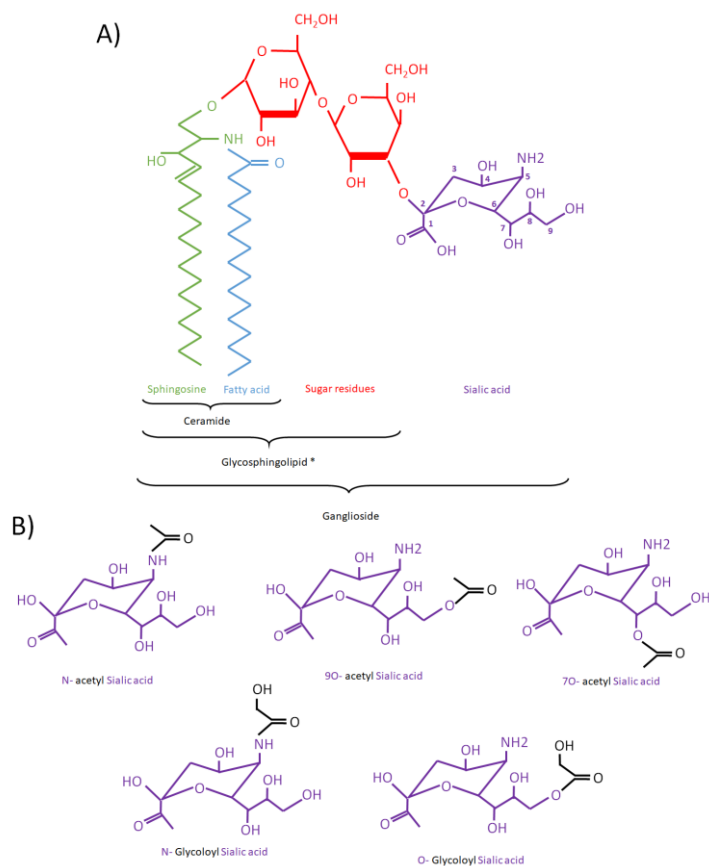 A)
CH₂OH
O
O
HO
OH
OH
O
NH
HO
O
CH₂OH
O
OH
OH
O
NH2
OH
3
4
5
2
O
6
1
O
OH
7
OH
8
OH
9
OH
Sphingosine Fatty acid Sugar residues Sialic acid
Ceramide
Glycosphingolipid *
Ganglioside
B)
O
NH
OH
HO
O
OH
OH
OH
O
N- acetyl Sialic acid
NH2
OH
HO
O
OH
O
O
OH
O
9O- acetyl Sialic acid
NH2
OH
HO
O
OH
OH
O
O
O
7O- acetyl Sialic acid
OH
O
NH
OH
HO
O
OH
OH
OH
O
N- Glycoloyl Sialic acid
NH2
OH
OH
O
HO
O
OH
O
OH
O
O- Glycoloyl Sialic acid